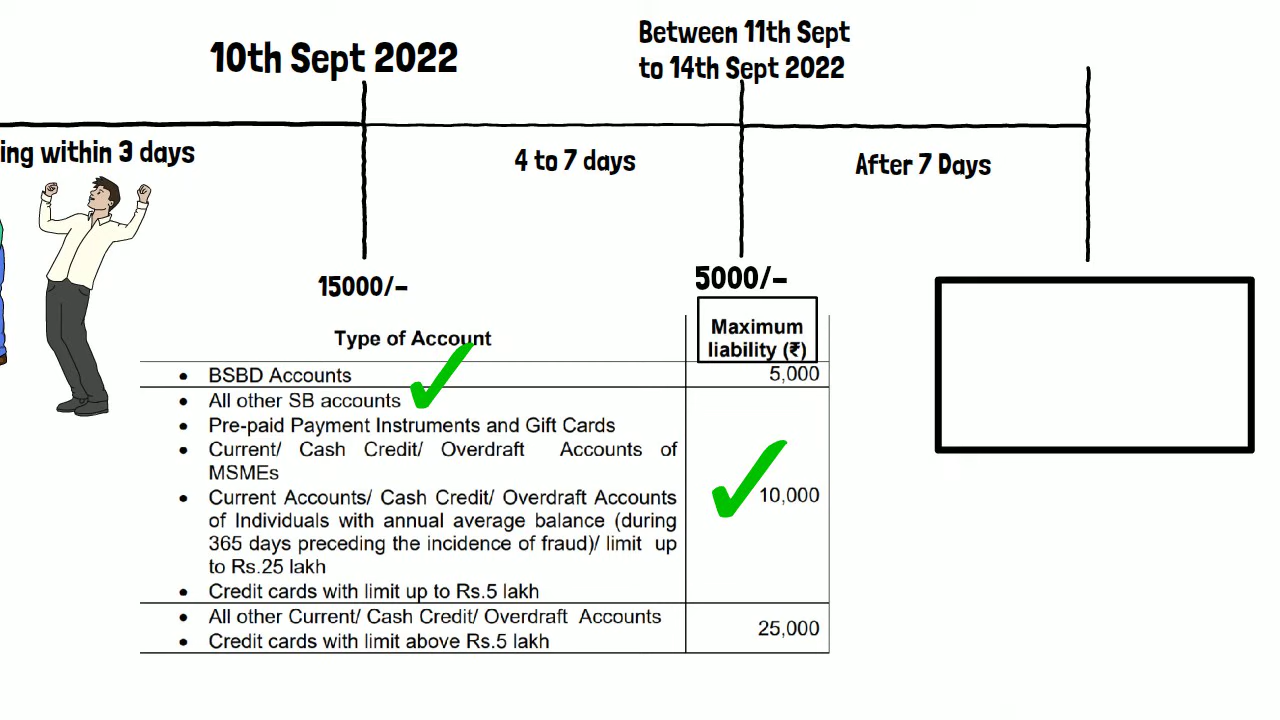 10th Sept 2022
Between 11th Sept
to 14th Sept 2022
ing within 3 days
4 to 7 days
After 7 Days
15000/-
5000/-
Type of Account
Maximum
liability (₹)
• BSBD Accounts
5,000
• All other SB accounts
• Pre-paid Payment Instruments and Gift Cards
• Current/ Cash Credit/ Overdraft Accounts of
MSMEs
• Current Accounts/ Cash Credit/ Overdraft Accounts
of Individuals with annual average balance (during
365 days preceding the incidence of fraud)/ limit up
to Rs.25 lakh
• Credit cards with limit up to Rs.5 lakh
10,000
• All other Current/ Cash Credit/ Overdraft Accounts
• Credit cards with limit above Rs.5 lakh
25,000